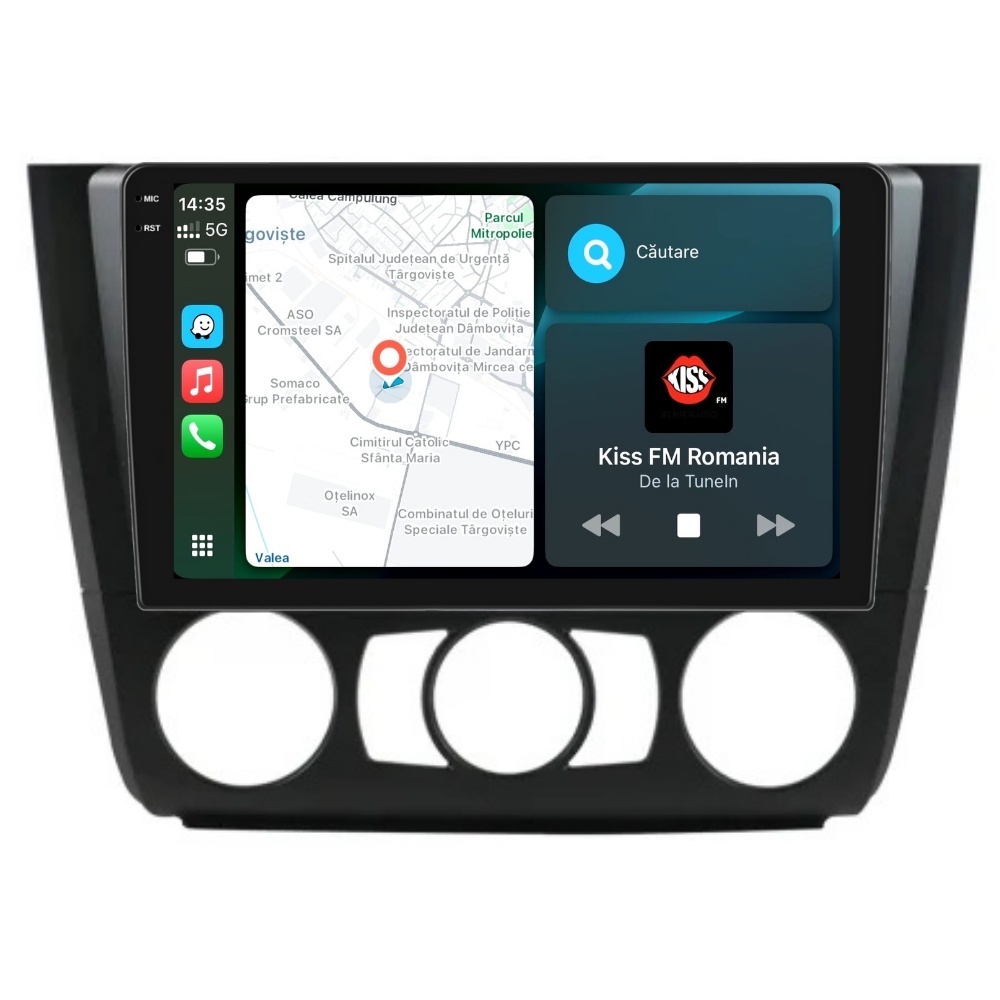 MIC
RST
14:35
5G
Calea Câmpulung
goviște
Parcul
Mitropoliei
Spitalul Județean de Urgență
Târgoviște
imet 2
ASO
Cromsteel SA
Inspectoratul de Poliție
Județean Dâmbovița
ectoratul de Jandarm
Dâmbovița Mircea ce
Somaco
Grup Prefabricate
Cimitirul Catolic
Sfânta Maria
YPC
Oțelinox
SA
Combinatul de Oțeluri
Speciale Târgoviște
Valea
Căutare
KISS
FM
Kiss FM Romania
De la TuneIn